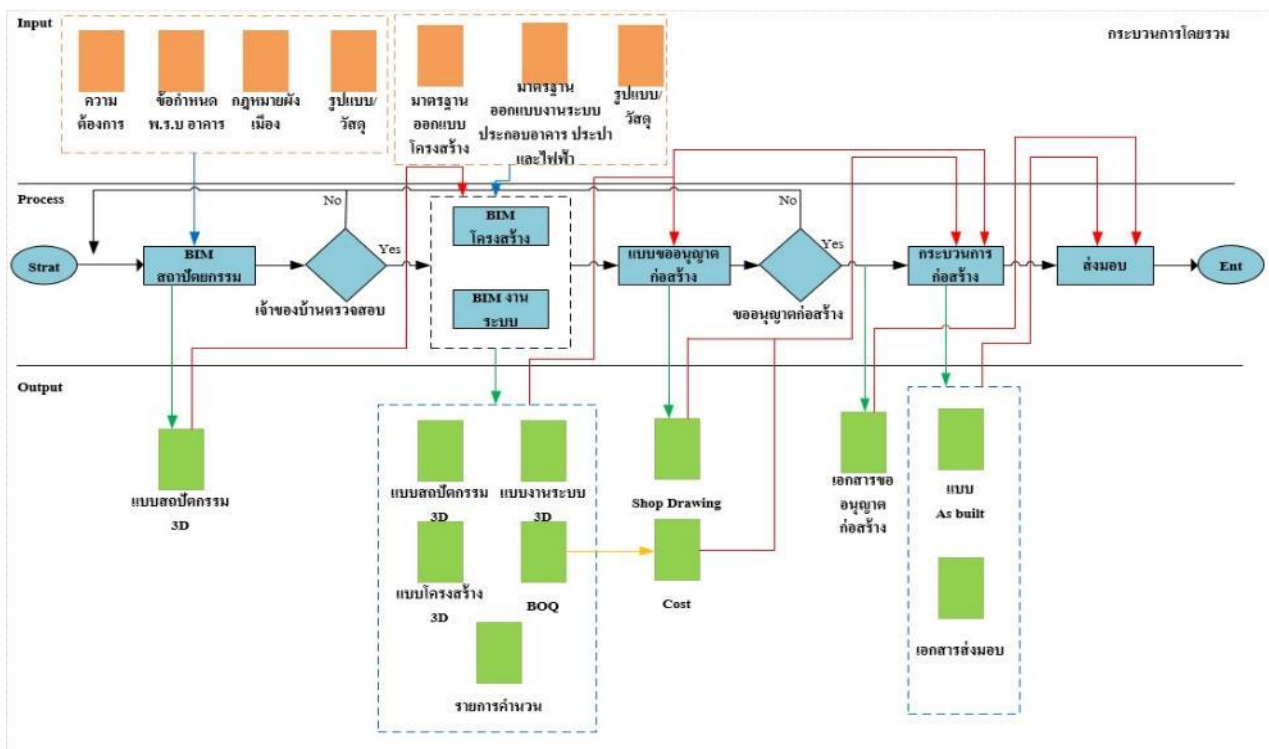 Input
กระบวนการโดยรวม
ความ
ต้องการ
ข้อกำหนด
พ.ร.บ อาคาร
กฎหมายผัง
เมือง
รูปแบบ/
วัสดุ
มาตรฐาน
ออกแบบ
โครงสร้าง
มาตรฐาน
ออกแบบงานระบบ
ประกอบอาคาร ประปา
และไฟฟ้า
รูปแบบ/
วัสดุ
Process
No
No
Strat
BIM
สถาปัตยกรรม
Yes
เจ้าของบ้านตรวจสอบ
BIM
โครงสร้าง
BIM งาน
ระบบ
แบบขออนุญาต
ก่อสร้าง
Yes
ขออนุญาตก่อสร้าง
กระบวนการ
ก่อสร้าง
ส่งมอบ
Ent
Output
แบบสถปัตกรรม
3D
แบบสถปัตกรรม
3D
แบบงานระบบ
3D
แบบโครงสร้าง
3D
BOQ
รายการคำนวน
Shop Drawing
Cost
เอกสารขอ
อนุญาต
ก่อสร้าง
แบบ
As built
เอกสารส่งมอบ